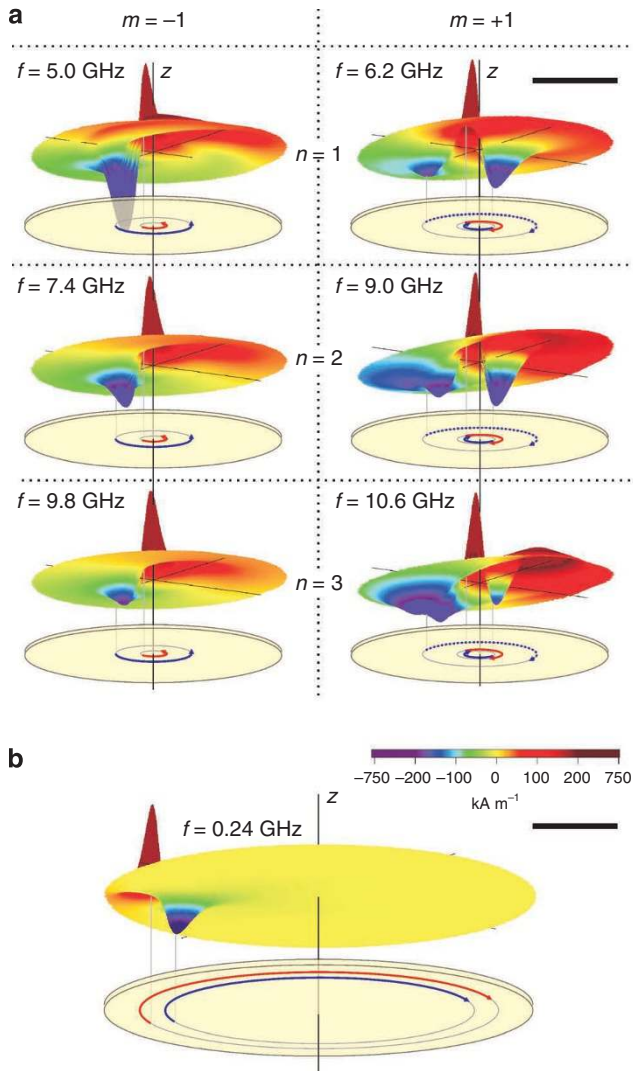 a
m = –1
m = +1
f = 5.0 GHz
z
f = 6.2 GHz
z
n = 1
f = 7.4 GHz
f = 9.0 GHz
n = 2
f = 9.8 GHz
f = 10.6 GHz
n = 3
b
–750 –200 –100 0 100 200 750
kA m⁻¹
z
f = 0.24 GHz